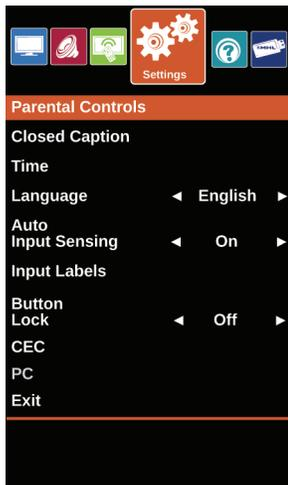 MHL
Settings
Parental Controls
Closed Caption
Time
Language ◄ English ►
Auto
Input Sensing ◄ On ►
Input Labels
Button
Lock ◄ Off ►
CEC
PC
Exit